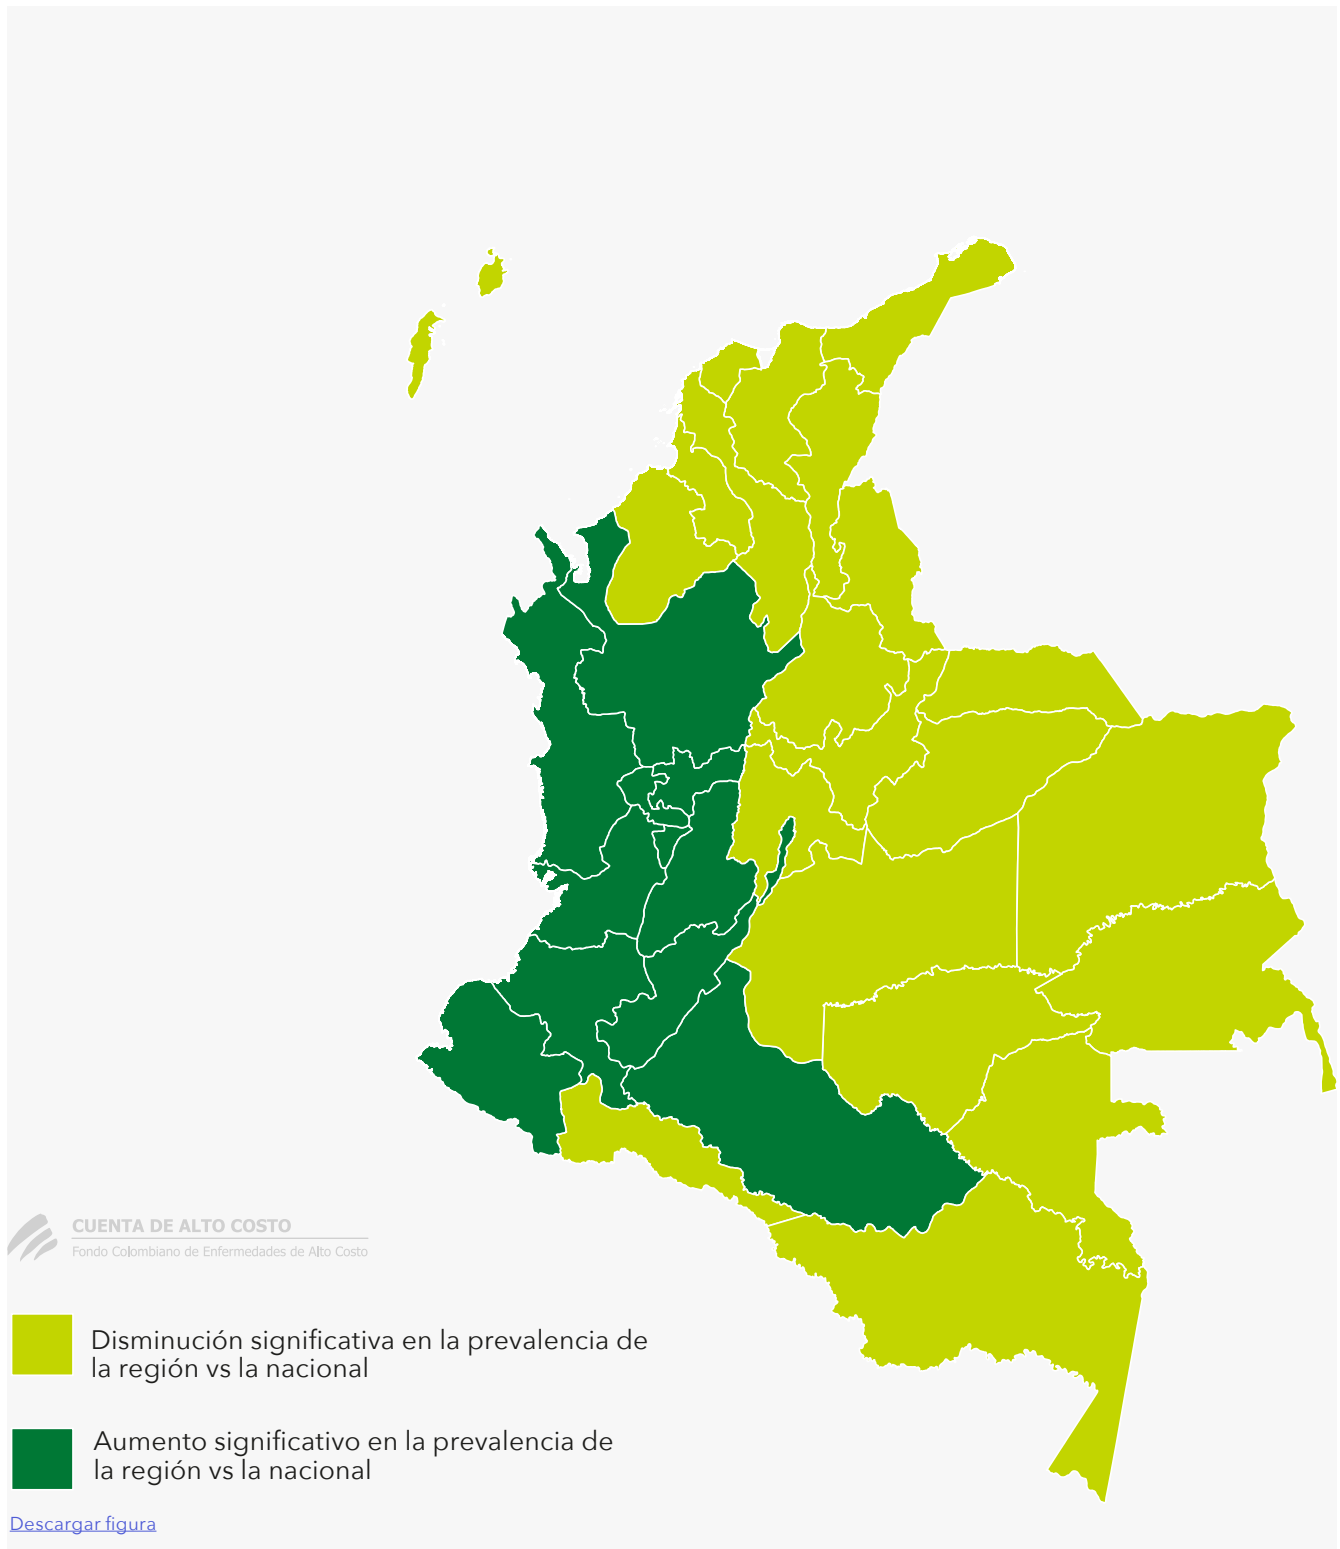 CUENTA DE ALTO COSTO
Fondo Colombiano de Enfermedades de Alto Costo
Disminución significativa en la prevalencia de
la región vs la nacional
Aumento significativo en la prevalencia de
la región vs la nacional
Descargar figura